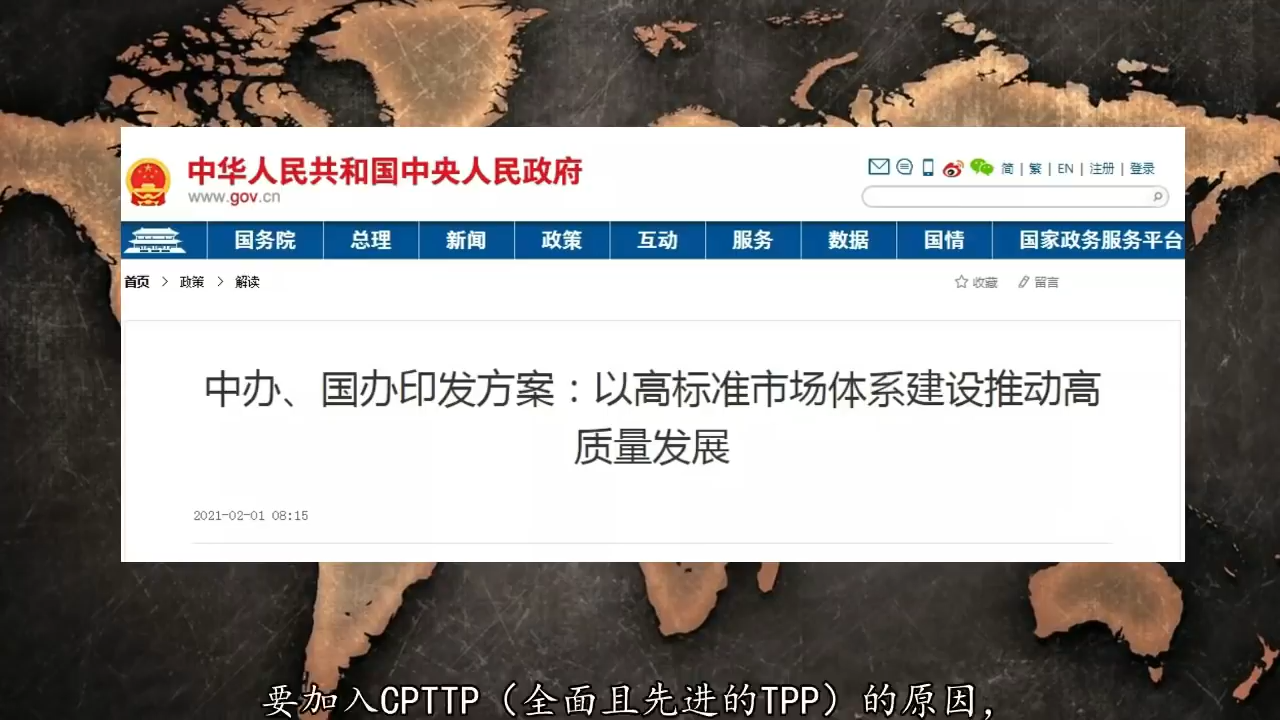 中华人民共和国中央人民政府
www.gov.cn
简 | 繁 | EN | 注册 | 登录
国务院 总理 新闻 政策 互动 服务 数据 国情 国家政务服务平台
首页 > 政策 > 解读
收藏 留言
中办、国办印发方案：以高标准市场体系建设推动高
质量发展
2021-02-01 08:15
要加入CPTTP（全面且先进的TPP）的原因，